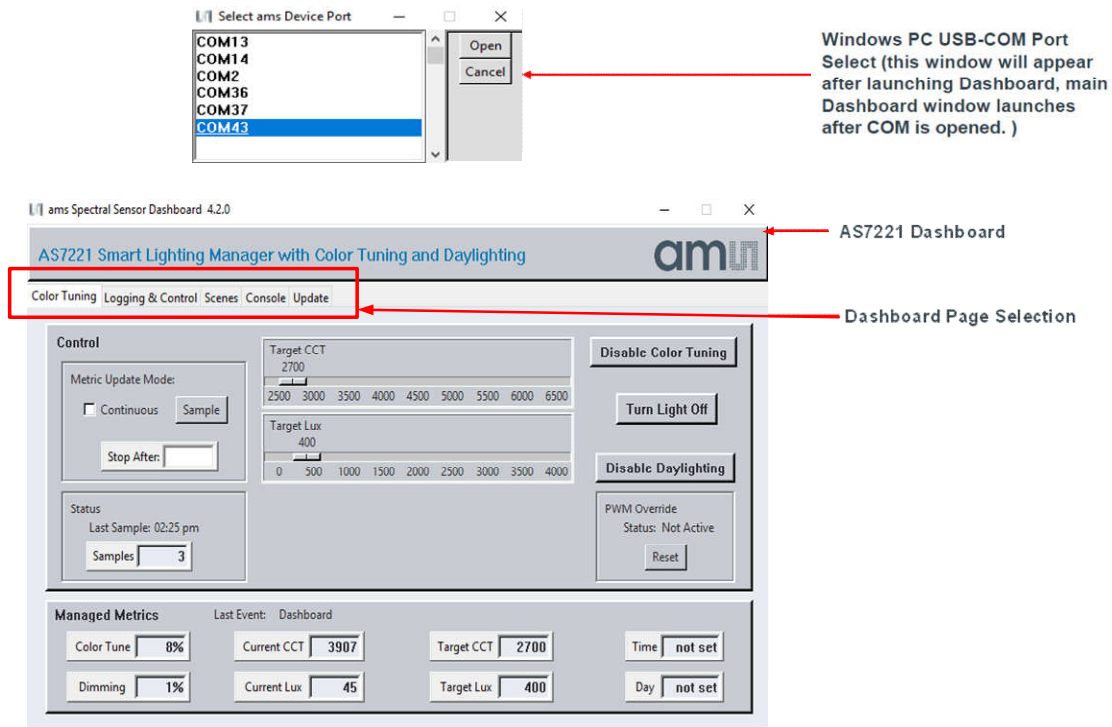 Select ams Device Port
COM13
COM14
COM2
COM36
COM37
COM43
Open
Cancel
Windows PC USB-COM Port
Select (this window will appear
after launching Dashboard, main
Dashboard window launches
after COM is opened. )
ams Spectral Sensor Dashboard 4.2.0
AS7221 Smart Lighting Manager with Color Tuning and Daylighting
am
AS7221 Dashboard
Color Tuning Logging & Control Scenes Console Update
Dashboard Page Selection
Control
Metric Update Mode:
Continuous Sample
Stop After:
Target CCT
2700
2500 3000 3500 4000 4500 5000 5500 6000 6500
Target Lux
400
0 500 1000 1500 2000 2500 3000 3500 4000
Disable Color Tuning
Turn Light Off
Disable Daylighting
Status
Last Sample: 02:25 pm
Samples 3
PWM Override
Status: Not Active
Reset
Managed Metrics Last Event: Dashboard
Color Tune 8% Current CCT 3907 Target CCT 2700 Time not set
Dimming 1% Current Lux 45 Target Lux 400 Day not set